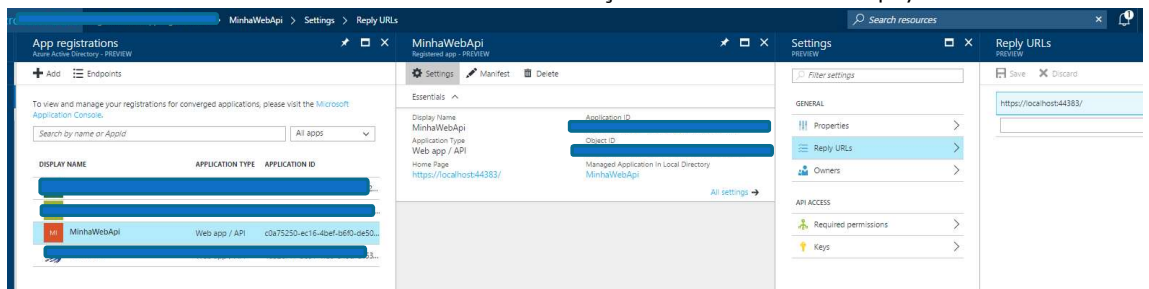 MinhaWebApi > Settings > Reply URLs
Search resources
App registrations
Azure Active Directory - PREVIEW
Add Endpoints
To view and manage your registrations for converged applications, please visit the Microsoft
Application Console.
Search by name or AppId
All apps
DISPLAY NAME APPLICATION TYPE APPLICATION ID
MI MinhaWebApi Web app / API c0a75250-ec16-4bef-b6f0-de50...
MinhaWebApi
Registered app - PREVIEW
Settings Manifest Delete
Essentials
Display Name
MinhaWebApi
Application Type
Web app / API
Home Page
https://localhost:44383/
Application ID
Object ID
Managed Application In Local Directory
MinhaWebApi
All settings
Settings
PREVIEW
Filter settings
GENERAL
Properties
Reply URLs
Owners
API ACCESS
Required permissions
Keys
Reply URLs
PREVIEW
Save Discard
https://localhost:44383/